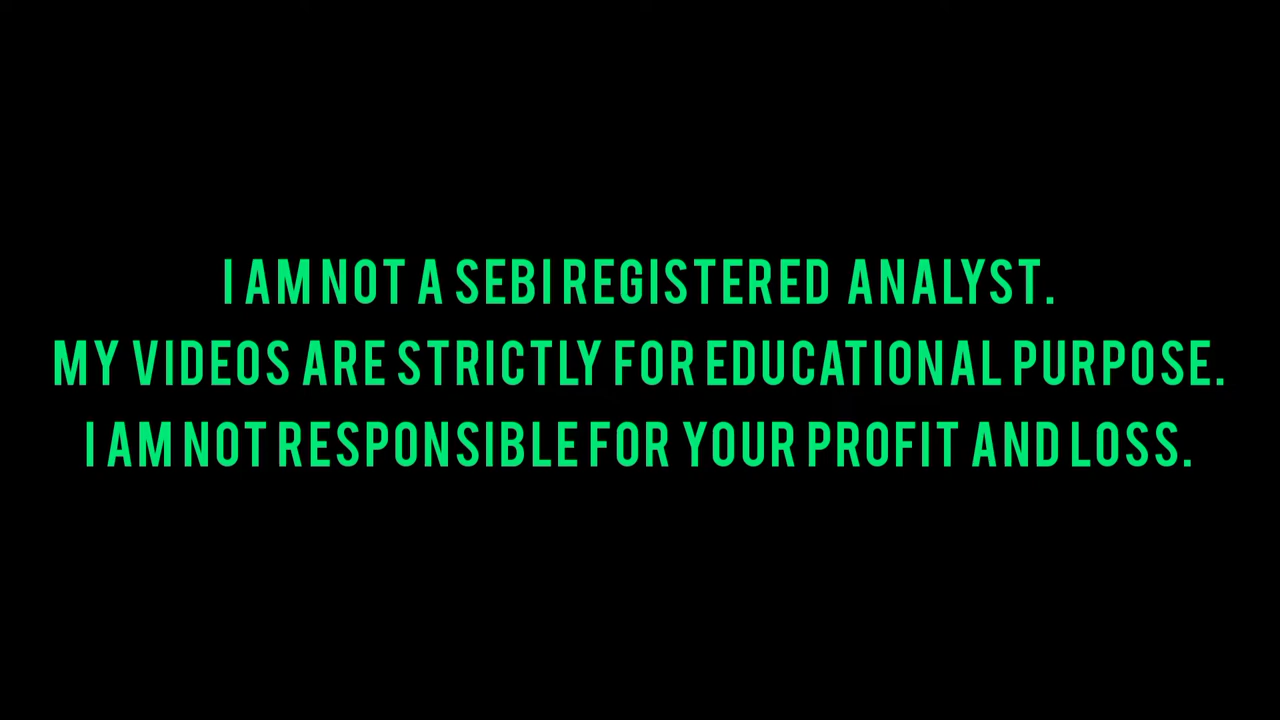 I AM NOT A SEBI REGISTERED ANALYST.
MY VIDEOS ARE STRICTLY FOR EDUCATIONAL PURPOSE.
I AM NOT RESPONSIBLE FOR YOUR PROFIT AND LOSS.